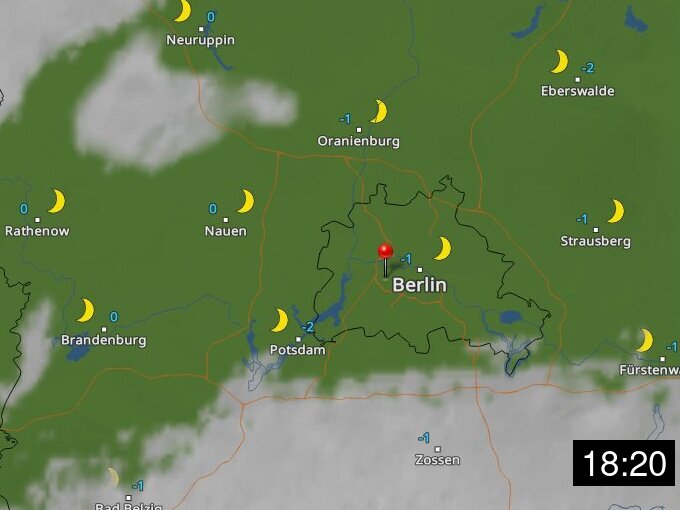 0
Neuruppin
-2
Eberswalde
-1
Oranienburg
0
Rathenow
0
Nauen
-1
Strausberg
-1
Berlin
0
Brandenburg
-2
Potsdam
-1
Fürstenwa
-1
Zossen
18:20
-1
Bad Belzig